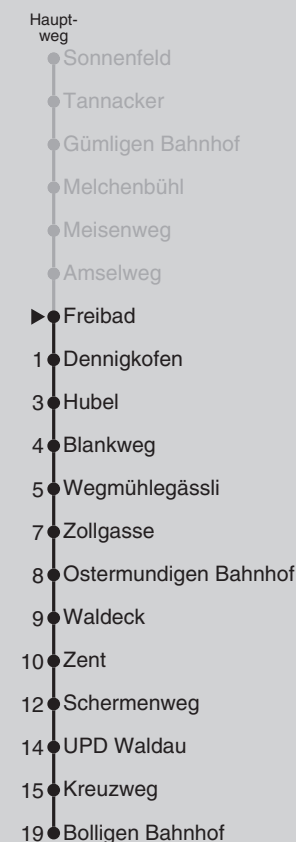 Haupt-
weg
Sonnenfeld
Tannacker
Gümligen Bahnhof
Melchenbühl
Meisenweg
Amselweg
Freibad
1 Dennigkofen
3 Hubel
4 Blankweg
5 Wegmühlegässli
7 Zollgasse
8 Ostermundigen Bahnhof
9 Waldeck
10 Zent
12 Schermenweg
14 UPD Waldau
15 Kreuzweg
19 Bolligen Bahnhof